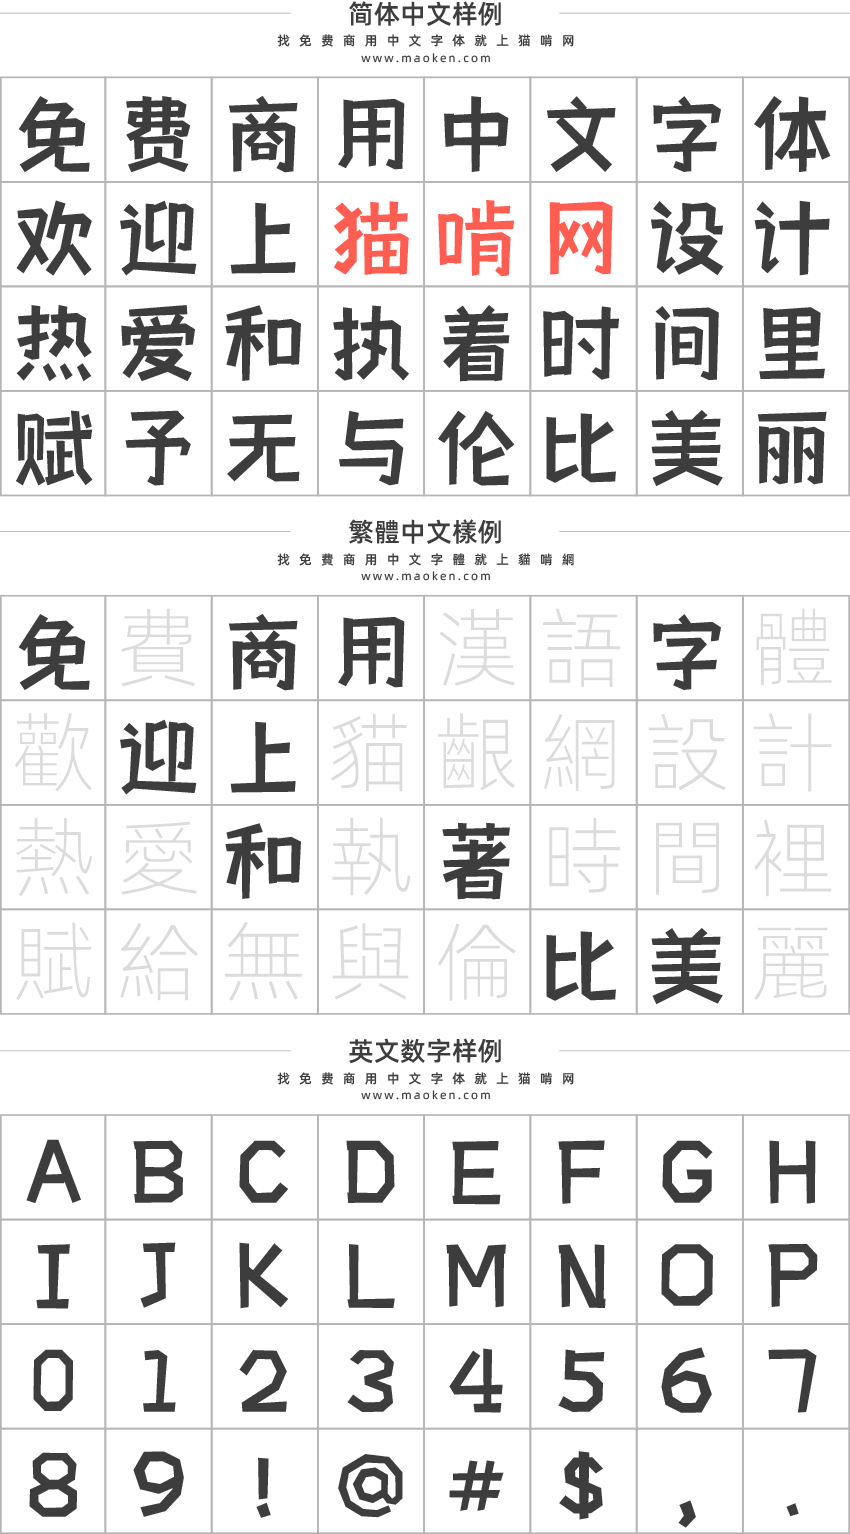 简体中文样例
找免费商用中文字体就上猫啃网
www.maoken.com
免费商用中文字体
欢迎上猫啃网设计
热爱和执着时间里
赋予无与伦比美丽
繁體中文樣例
找免費商用中文字體就上貓啃網
www.maoken.com
免費商用漢語字體
歡迎上貓齦網設計
熱愛和執著時間裡
賦給無與倫比美麗
英文数字样例
找免费商用中文字体就上猫啃网
www.maoken.com
ABCDEFGH
IJKLMNOP
01234567
89!@#$,.